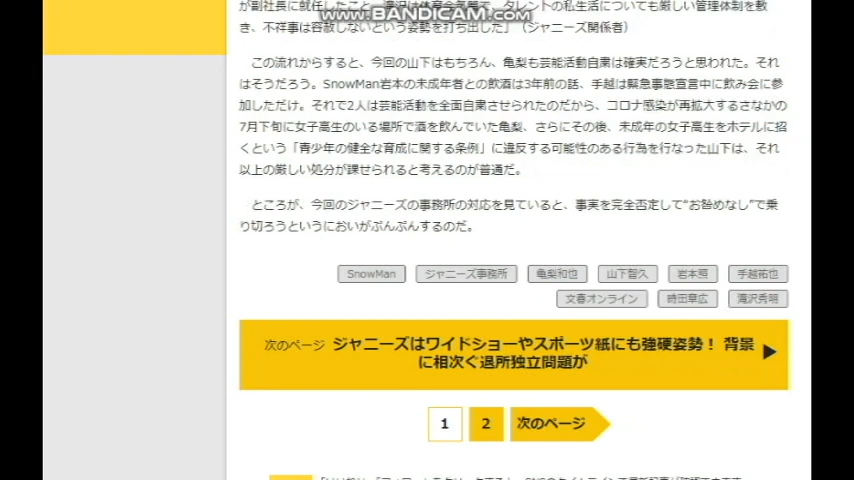 が副社長に就任したこと、滝沢は体育会気質で、タレントの私生活についても厳しい管理体制を敷
www.BANDICAM.com
き、不祥事は容赦しないという姿勢を打ち出した」（ジャニーズ関係者）
この流れからすると、今回の山下はもちろん、亀梨も芸能活動自粛は確実だろうと思われた。それ
はそうだろう。SnowMan岩本の未成年者との飲酒は3年前の話、手越は緊急事態宣言中に飲み会に参
加しただけ。それで2人は芸能活動を全面自粛させられたのだから、コロナ感染が再拡大するさなかの
7月下旬に女子高生のいる場所で酒を飲んでいた亀梨、さらにその後、未成年の女子高生をホテルに招
くという「青少年の健全な育成に関する条例」に違反する可能性のある行為を行なった山下は、それ
以上の厳しい処分が課せられると考えるのが普通だ。
ところが、今回のジャニーズの事務所の対応を見ていると、事実を完全否定して“お咎めなし”で乗
り切ろうというにおいがぷんぷんするのだ。
SnowMan ジャニーズ事務所 亀梨和也 山下智久 岩本照 手越祐也
文春オンライン 時田章広 滝沢秀明
次のページ ジャニーズはワイドショーやスポーツ紙にも強硬姿勢！ 背景
に相次ぐ退所独立問題が
1 2 次のページ